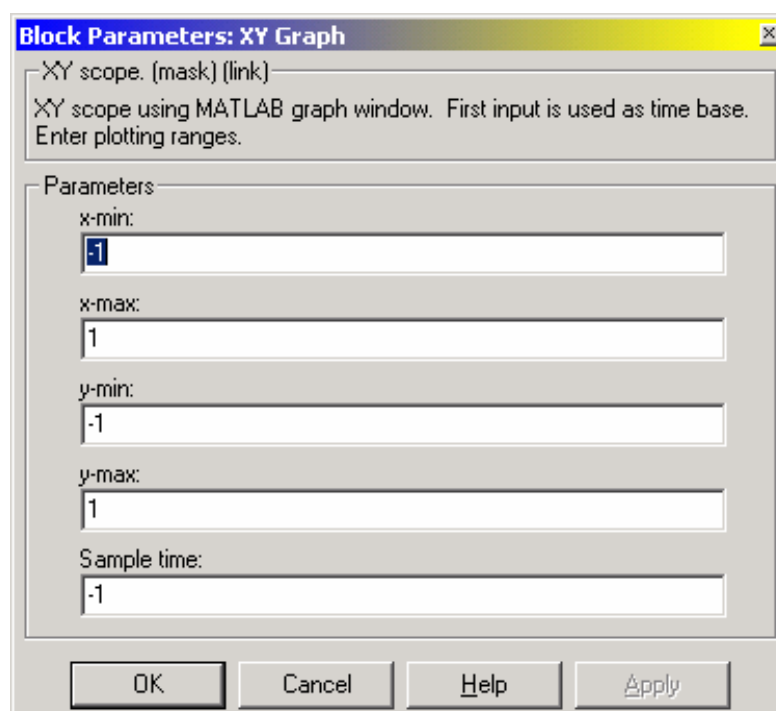 Block Parameters: XY Graph
XY scope. (mask) (link)
XY scope using MATLAB graph window.  First input is used as time base.
Enter plotting ranges.
Parameters
x-min:
-1
x-max:
1
y-min:
-1
y-max:
1
Sample time:
-1
OK Cancel Help Apply